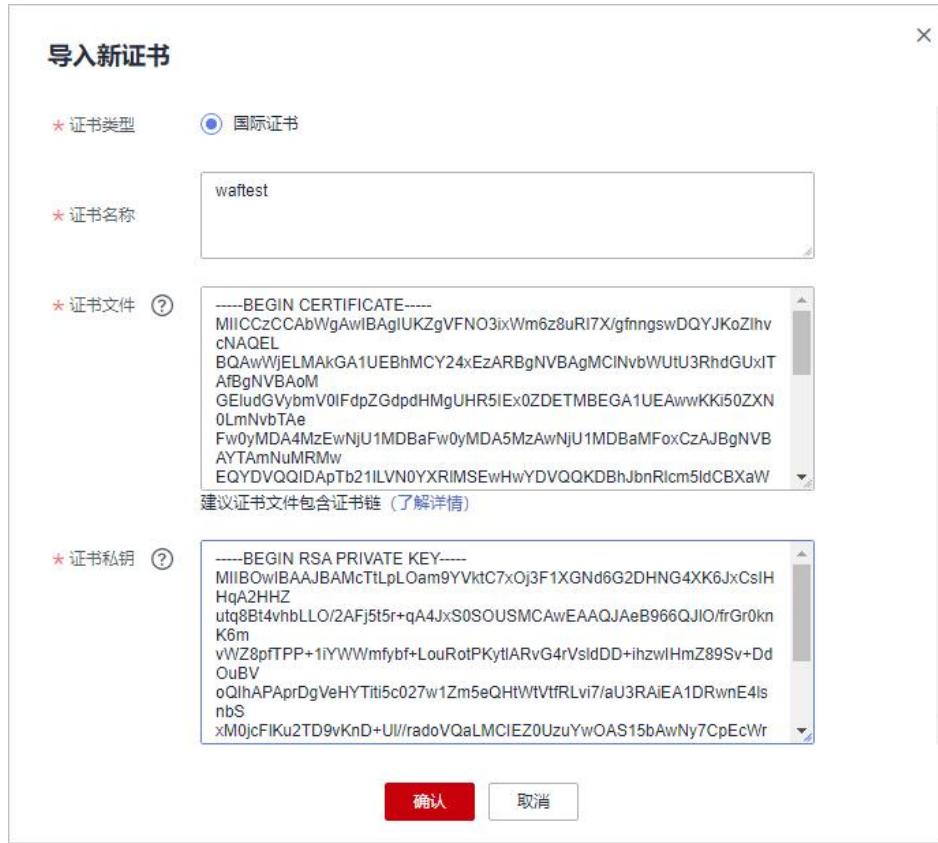 导入新证书
* 证书类型 国际证书
* 证书名称 waftest
* 证书文件 ?
-----BEGIN CERTIFICATE-----
MIICCzCCAbWgAwIBAgIUKZgVFNO3ixWm6z8uRI7X/gfnngswDQYJKoZIhv
cNAQEL
BQAwWjELMAkGA1UEBhMCY24xEzARBgNVBAgMClNvbWUtU3RhdGUxIT
AfBgNVBAoM
GEludGVybmV0IFdpZGdpdHMgUHR5IEx0ZDETMBEGA1UEAwwKKi50ZXN
0LmNvbTAe
Fw0yMDA4MzEwNjU1MDBaFw0yMDA5MzAwNjU1MDBaMFoxCzAJBgNVB
AYTAmNuMRMw
EQYDVQQIDApTb21lLVN0YXRlMSEwHwYDVQQKDBhJbnRlcm5ldCBXaW
建议证书文件包含证书链 (了解详情)
* 证书私钥 ?
-----BEGIN RSA PRIVATE KEY-----
MIIBOwIBAAJBAMcTtLpLOam9YVktC7xOj3F1XGNd6G2DHNG4XK6JxCsIH
HqA2HHZ
utq8Bt4vhbLLO/2AFj5t5r+qA4JxS0SOUSMCAwEAAQJAeB966QJIO/frGr0kn
K6m
vWZ8pfTPP+1iYWWmfybf+LouRotPKytlARvG4rVsldDD+ihzwIHmZ89Sv+Dd
OuBV
oQIhAPAprDgVeHYTiti5c027w1Zm5eQHtWtVtfRLvi7/aU3RAiEA1DRwnE4ls
nbS
xM0jcFIKu2TD9vKnD+UI//radoVQaLMCIEZ0UzuYwOAS15bAwNy7CpEcWr
确认 取消